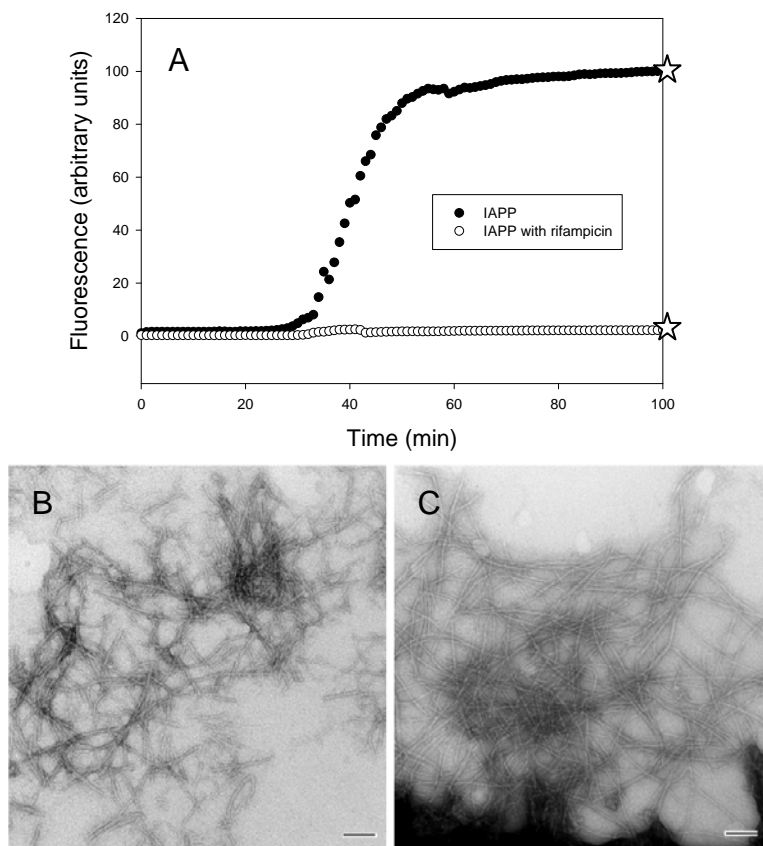 A
Fluorescence (arbitrary units)
120
100
80
60
40
20
0
IAPP
IAPP with rifampicin
0 20 40 60 80 100
Time (min)
B
C